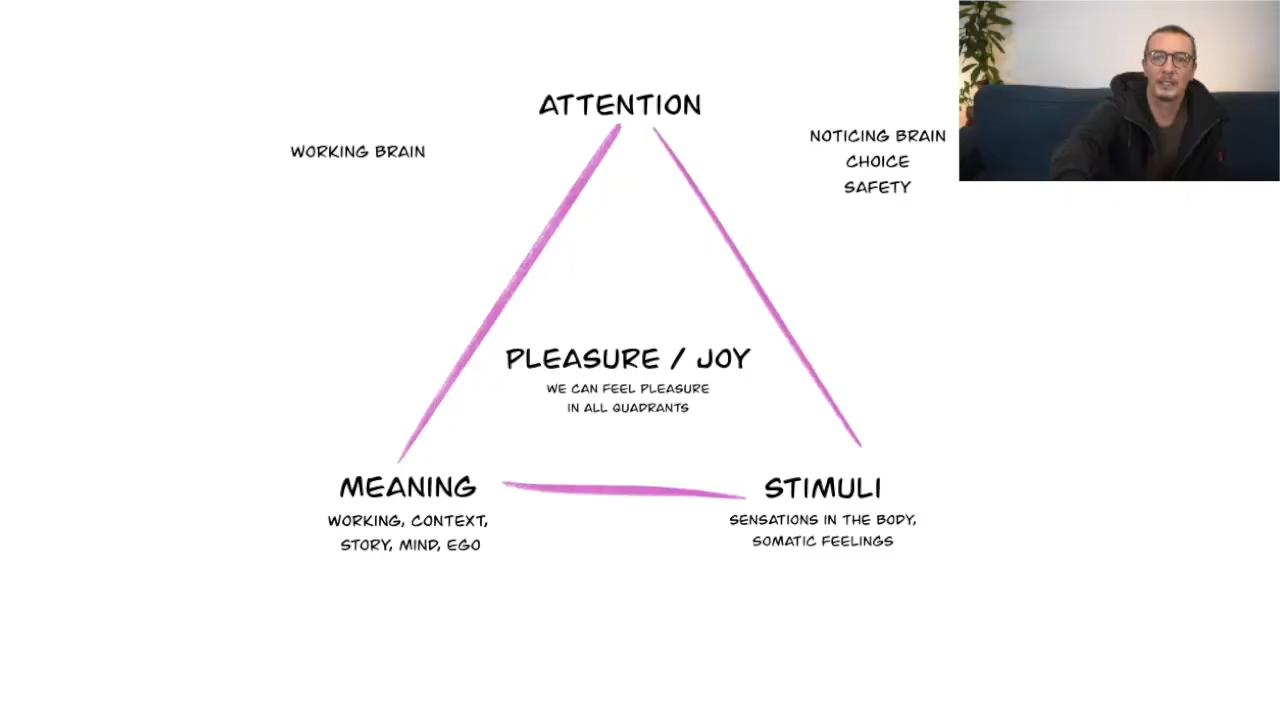 ATTENTION
WORKING BRAIN
NOTICING BRAIN
CHOICE
SAFETY
PLEASURE / JOY
WE CAN FEEL PLEASURE
IN ALL QUADRANTS
MEANING
WORKING, CONTEXT,
STORY, MIND, EGO
STIMULI
SENSATIONS IN THE BODY,
SOMATIC FEELINGS